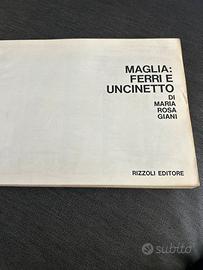 MAGLIA:
FERRI E
UNCINETTO
DI
MARIA
ROSA
GIANI
RIZZOLI EDITORE
subito